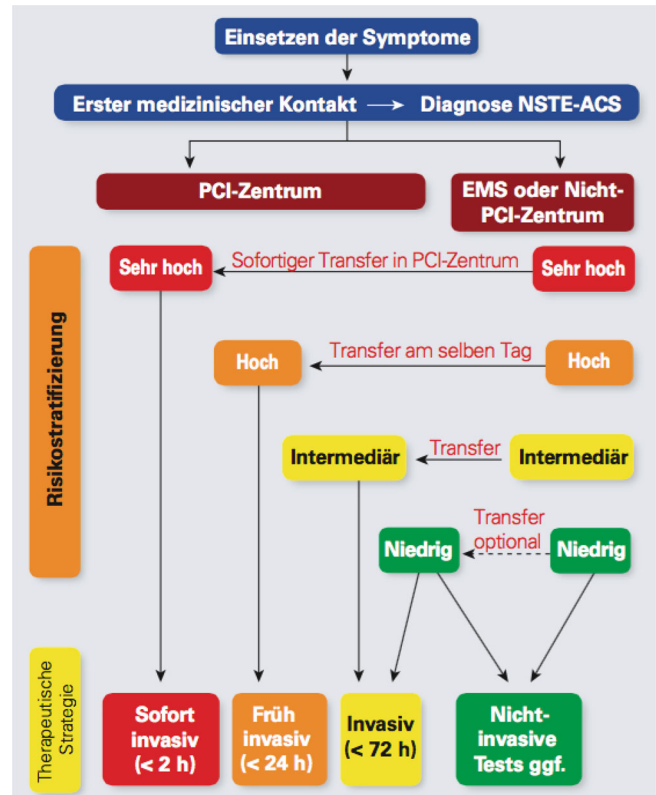 Einsetzen der Symptome
Erster medizinischer Kontakt → Diagnose NSTE-ACS
PCI-Zentrum
EMS oder Nicht-
PCI-Zentrum
Risikostratifizierung
Sehr hoch
Sofortiger Transfer in PCI-Zentrum
Sehr hoch
Hoch
Transfer am selben Tag
Hoch
Intermediär
Transfer
Intermediär
Niedrig
Transfer
optional
Niedrig
Therapeutische
Strategie
Sofort
invasiv
(< 2 h)
Früh
invasiv
(< 24 h)
Invasiv
(< 72 h)
Nicht-
invasive
Tests ggf.